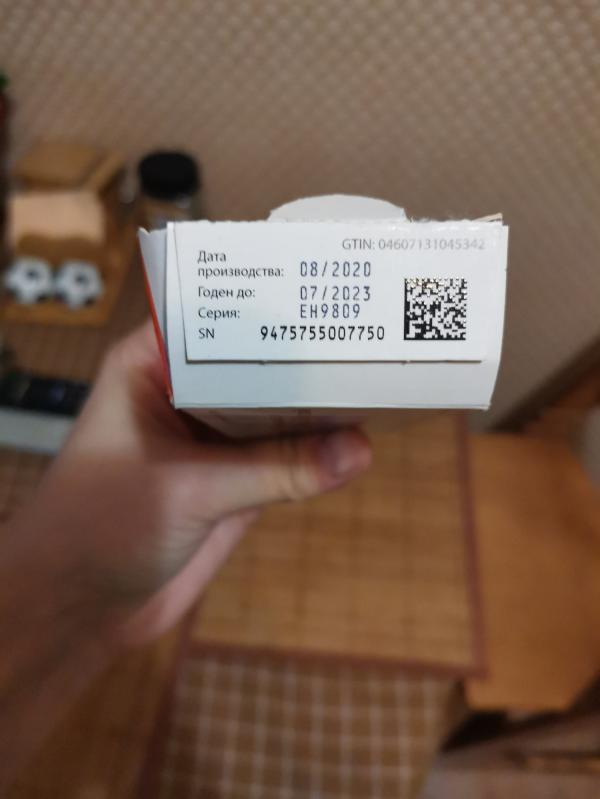 GTIN: 04607131045342
Дата
производства: 08/2020
Годен до: 07/2023
Серия: EH9809
SN 9475755007750